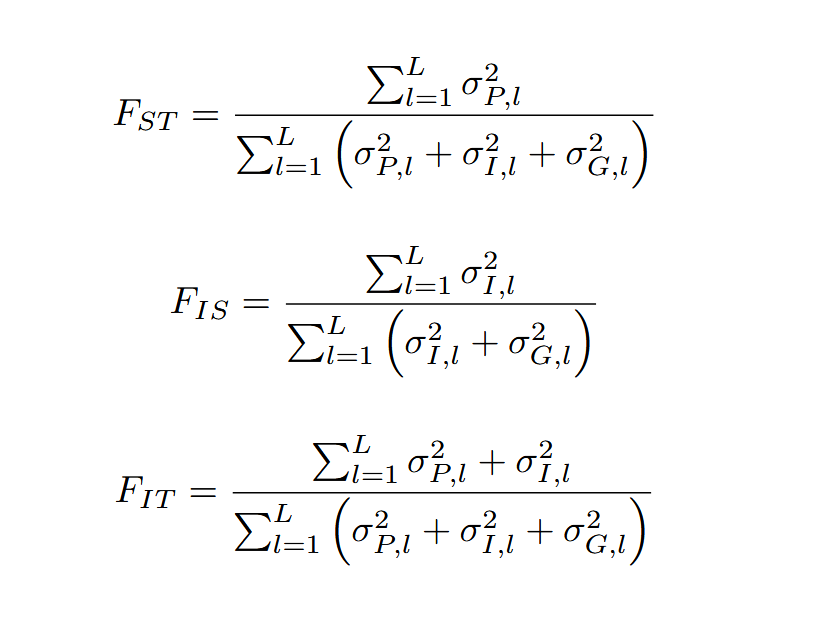 F_{ST} = \frac{\sum_{l=1}^{L} \sigma^2_{P,l}}{\sum_{l=1}^{L} \left( \sigma^2_{P,l} + \sigma^2_{I,l} + \sigma^2_{G,l} \right)}
F_{IS} = \frac{\sum_{l=1}^{L} \sigma^2_{I,l}}{\sum_{l=1}^{L} \left( \sigma^2_{I,l} + \sigma^2_{G,l} \right)}
F_{IT} = \frac{\sum_{l=1}^{L} \sigma^2_{P,l} + \sigma^2_{I,l}}{\sum_{l=1}^{L} \left( \sigma^2_{P,l} + \sigma^2_{I,l} + \sigma^2_{G,l} \right)}